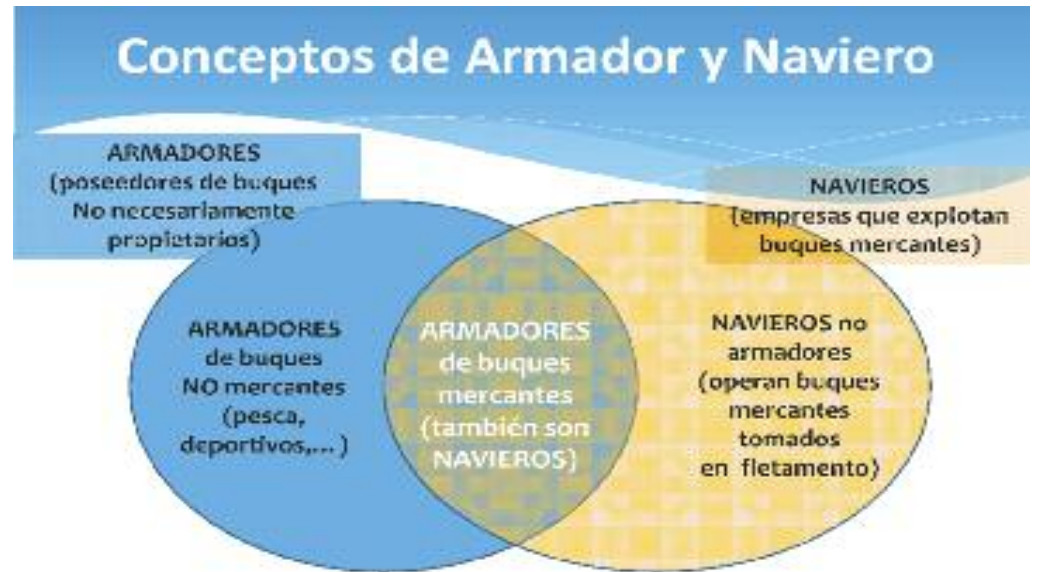 Conceptos de Armador y Naviero
ARMADORES
(poseedores de buques
No necesariamente
propietarios)
NAVIEROS
(empresas que explotan
buques mercantes)
ARMADORES
de buques
NO mercantes
(pesca,
deportivos,...)
ARMADORES
de buques
mercantes
(también son
NAVIEROS)
NAVIEROS no
armadores
(operan buques
mercantes
tomados
en fletamento)